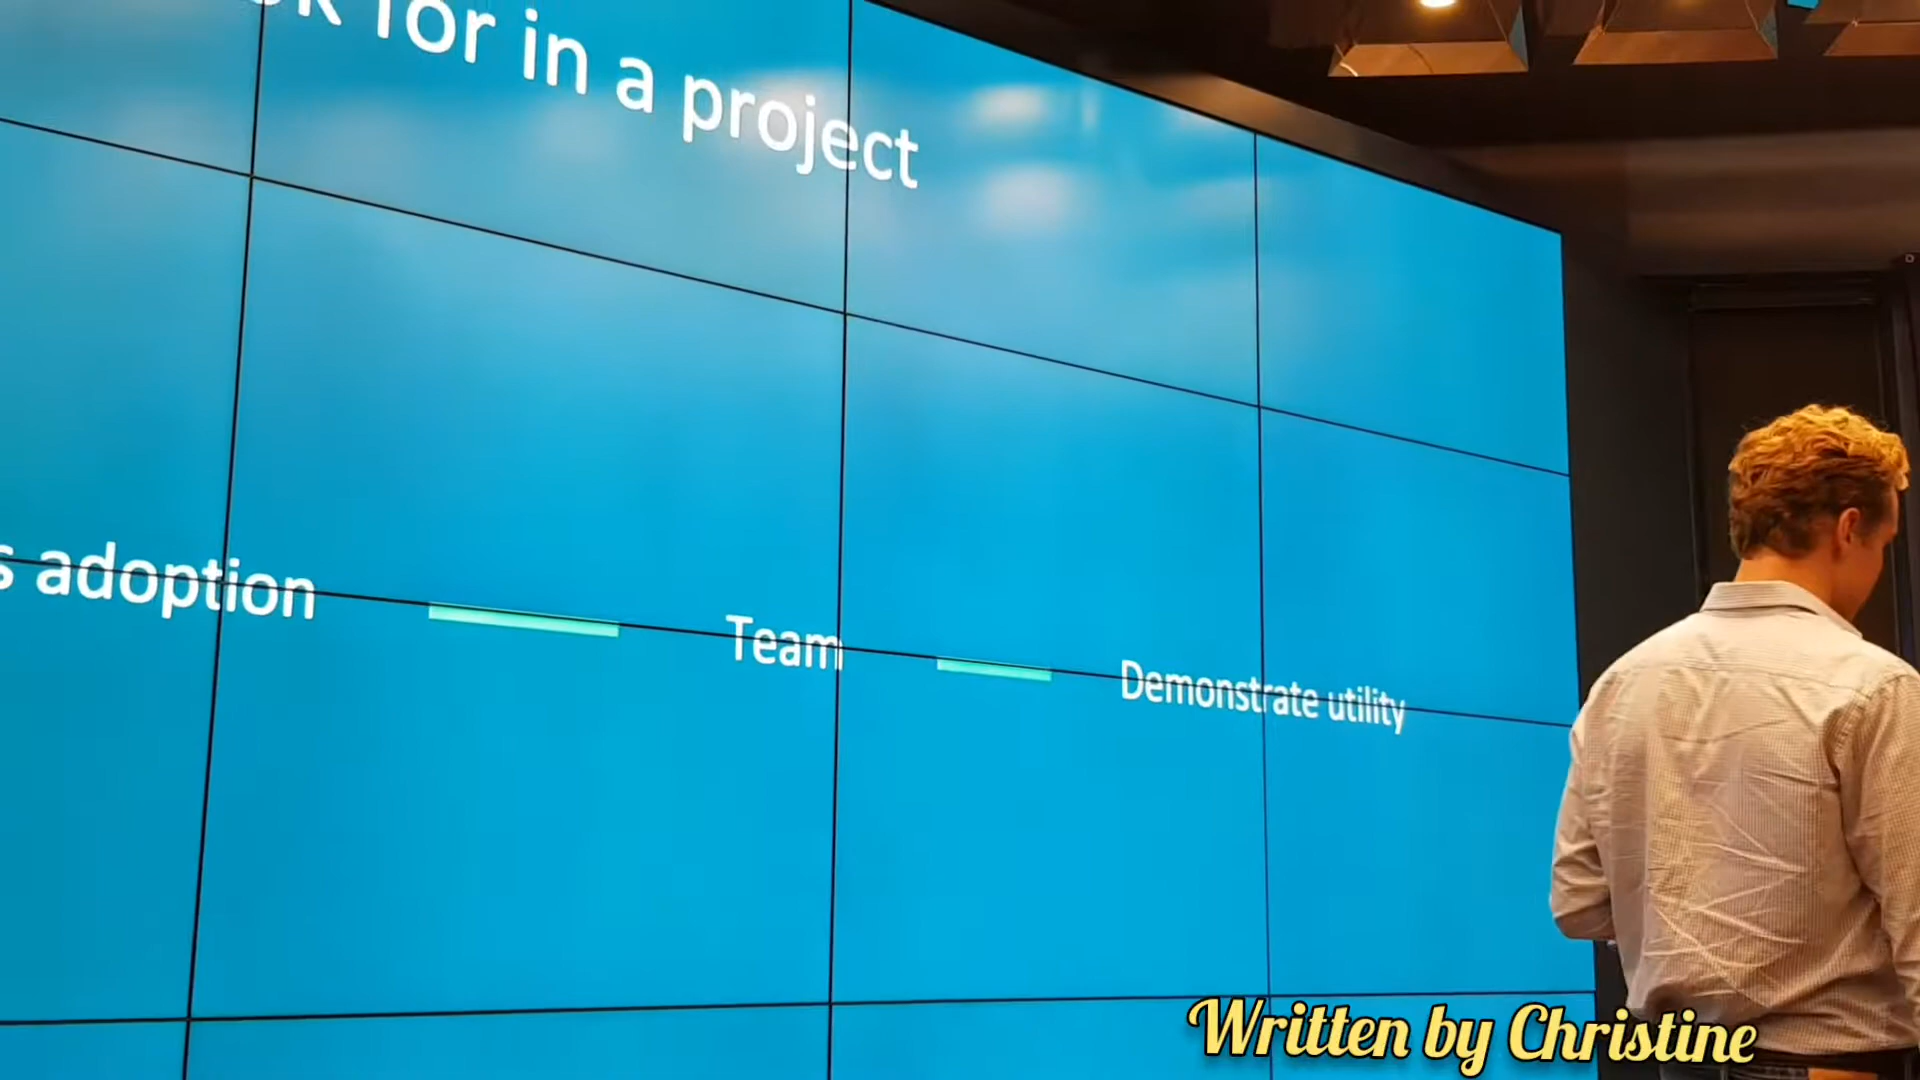 for in a project
adoption
Team
Demonstrate utility
Written by Christine